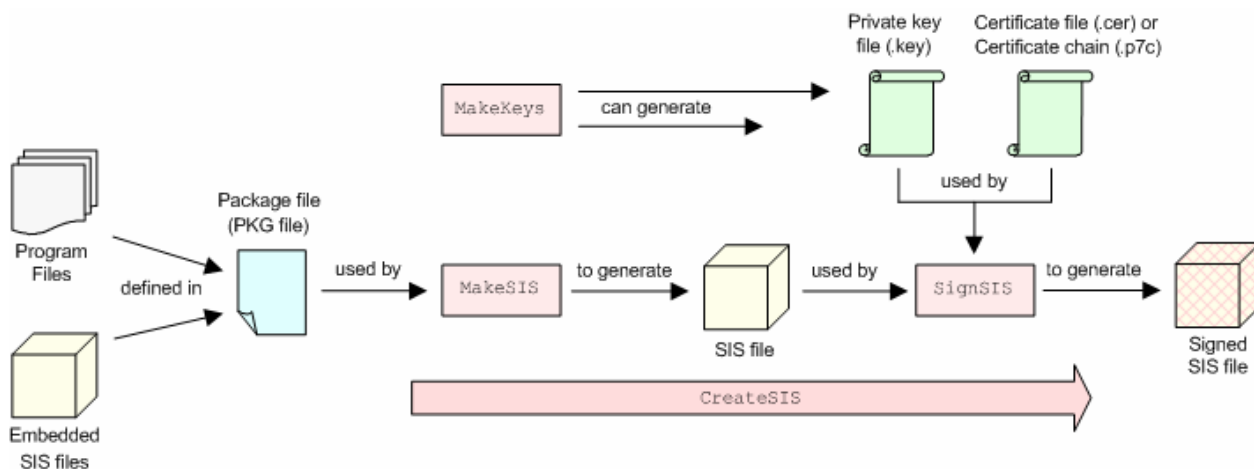 Private key
file (.key)
Certificate file (.cer) or
Certificate chain (.p7c)
MakeKeys
can generate
used by
Program
Files
Package file
(PKG file)
defined in
used by
MakeSIS
to generate
SIS file
used by
SignSIS
to generate
Signed
SIS file
CreateSIS
Embedded
SIS files